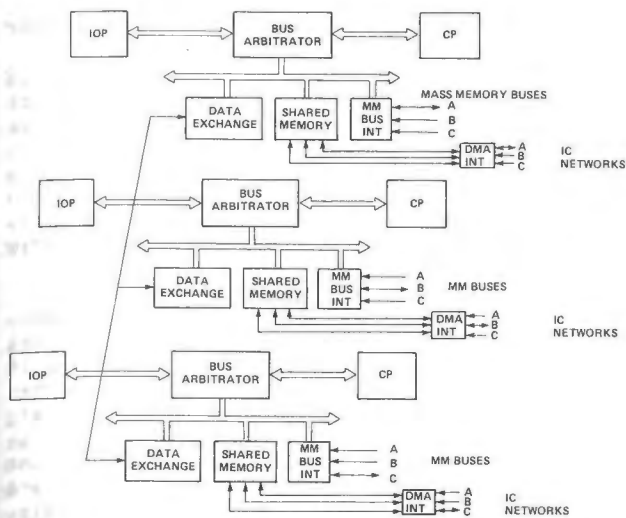 IOP
BUS
ARBITRATOR
CP
DATA
EXCHANGE
SHARED
MEMORY
MM
BUS
INT
MASS MEMORY BUSES
A
B
C
DMA
INT
A
B
C
IC
NETWORKS
IOP
BUS
ARBITRATOR
CP
DATA
EXCHANGE
SHARED
MEMORY
MM
BUS
INT
A
B
C
MM BUSES
DMA
INT
A
B
C
IC
NETWORKS
IOP
BUS
ARBITRATOR
CP
DATA
EXCHANGE
SHARED
MEMORY
MM
BUS
INT
A
B
C
MM BUSES
DMA
INT
A
B
C
IC
NETWORKS